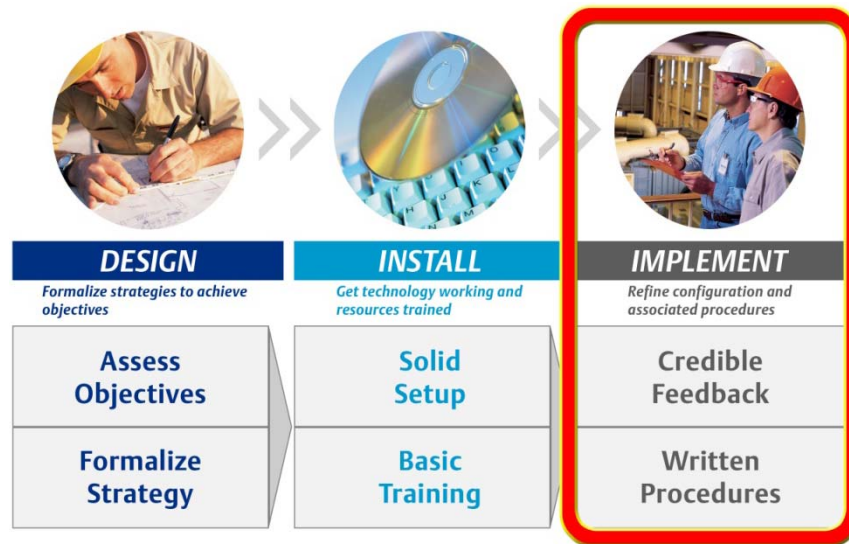 DESIGN
Formalize strategies to achieve
objectives
Assess
Objectives
Formalize
Strategy
INSTALL
Get technology working and
resources trained
Solid
Setup
Basic
Training
IMPLEMENT
Refine configuration and
associated procedures
Credible
Feedback
Written
Procedures